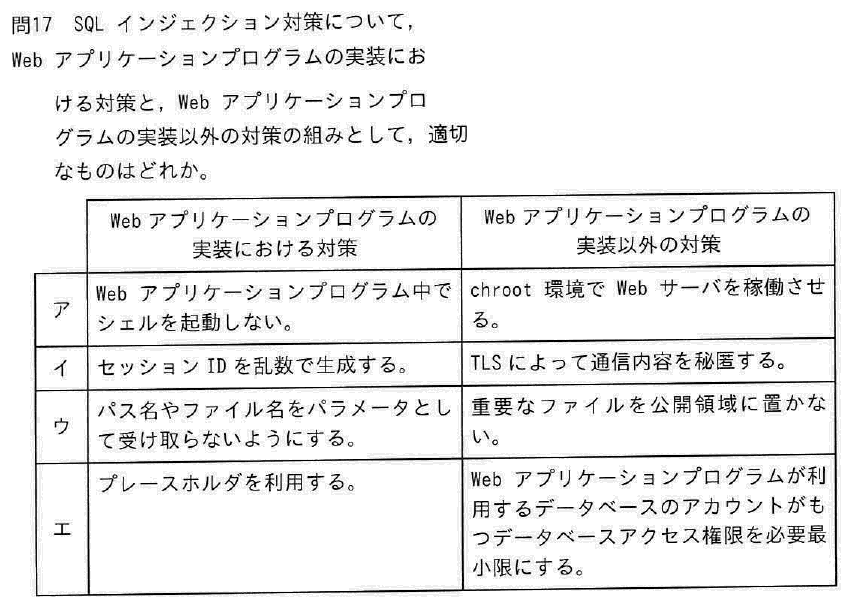 問17 SQL インジェクション対策について，
Web アプリケーションプログラムの実装にお
ける対策と，Web アプリケーションプロ
グラムの実装以外の対策の組みとして，適切
なものはどれか。
Web アプリケーションプログラムの
実装における対策
Web アプリケーションプログラムの
実装以外の対策
ア
Web アプリケーションプログラム中で
シェルを起動しない。
chroot 環境で Web サーバを稼働させ
る。
イ
セッション ID を乱数で生成する。
TLS によって通信内容を秘匿する。
ウ
パス名やファイル名をパラメータとし
て受け取らないようにする。
重要なファイルを公開領域に置かな
い。
エ
プレースホルダを利用する。
Web アプリケーションプログラムが利
用するデータベースのアカウントがも
つデータベースアクセス権限を必要最
小限にする。